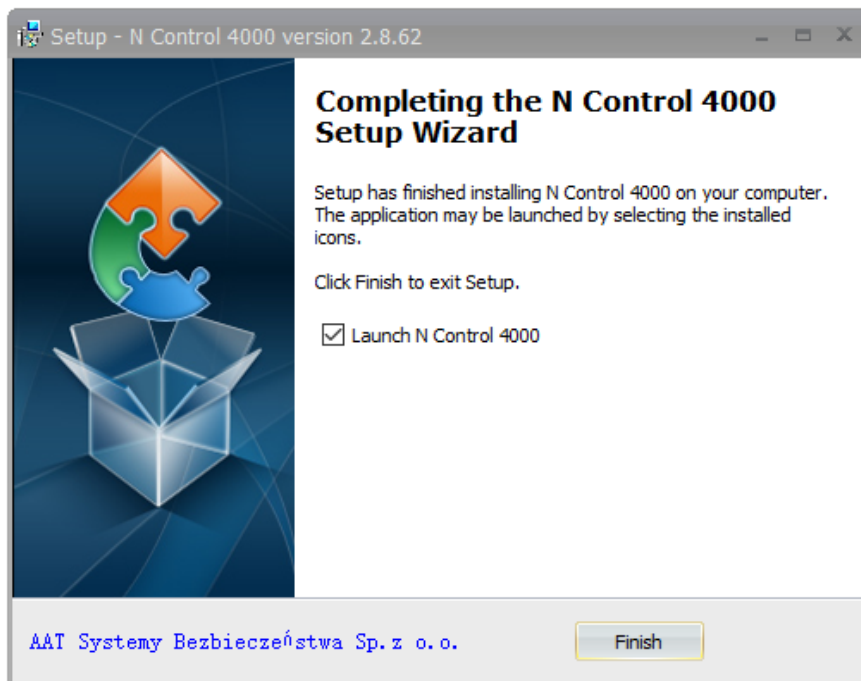 Setup - N Control 4000 version 2.8.62
Completing the N Control 4000
Setup Wizard
Setup has finished installing N Control 4000 on your computer.
The application may be launched by selecting the installed
icons.
Click Finish to exit Setup.
Launch N Control 4000
AAT Systemy Bezbieczeństwa Sp. z o.o.
Finish